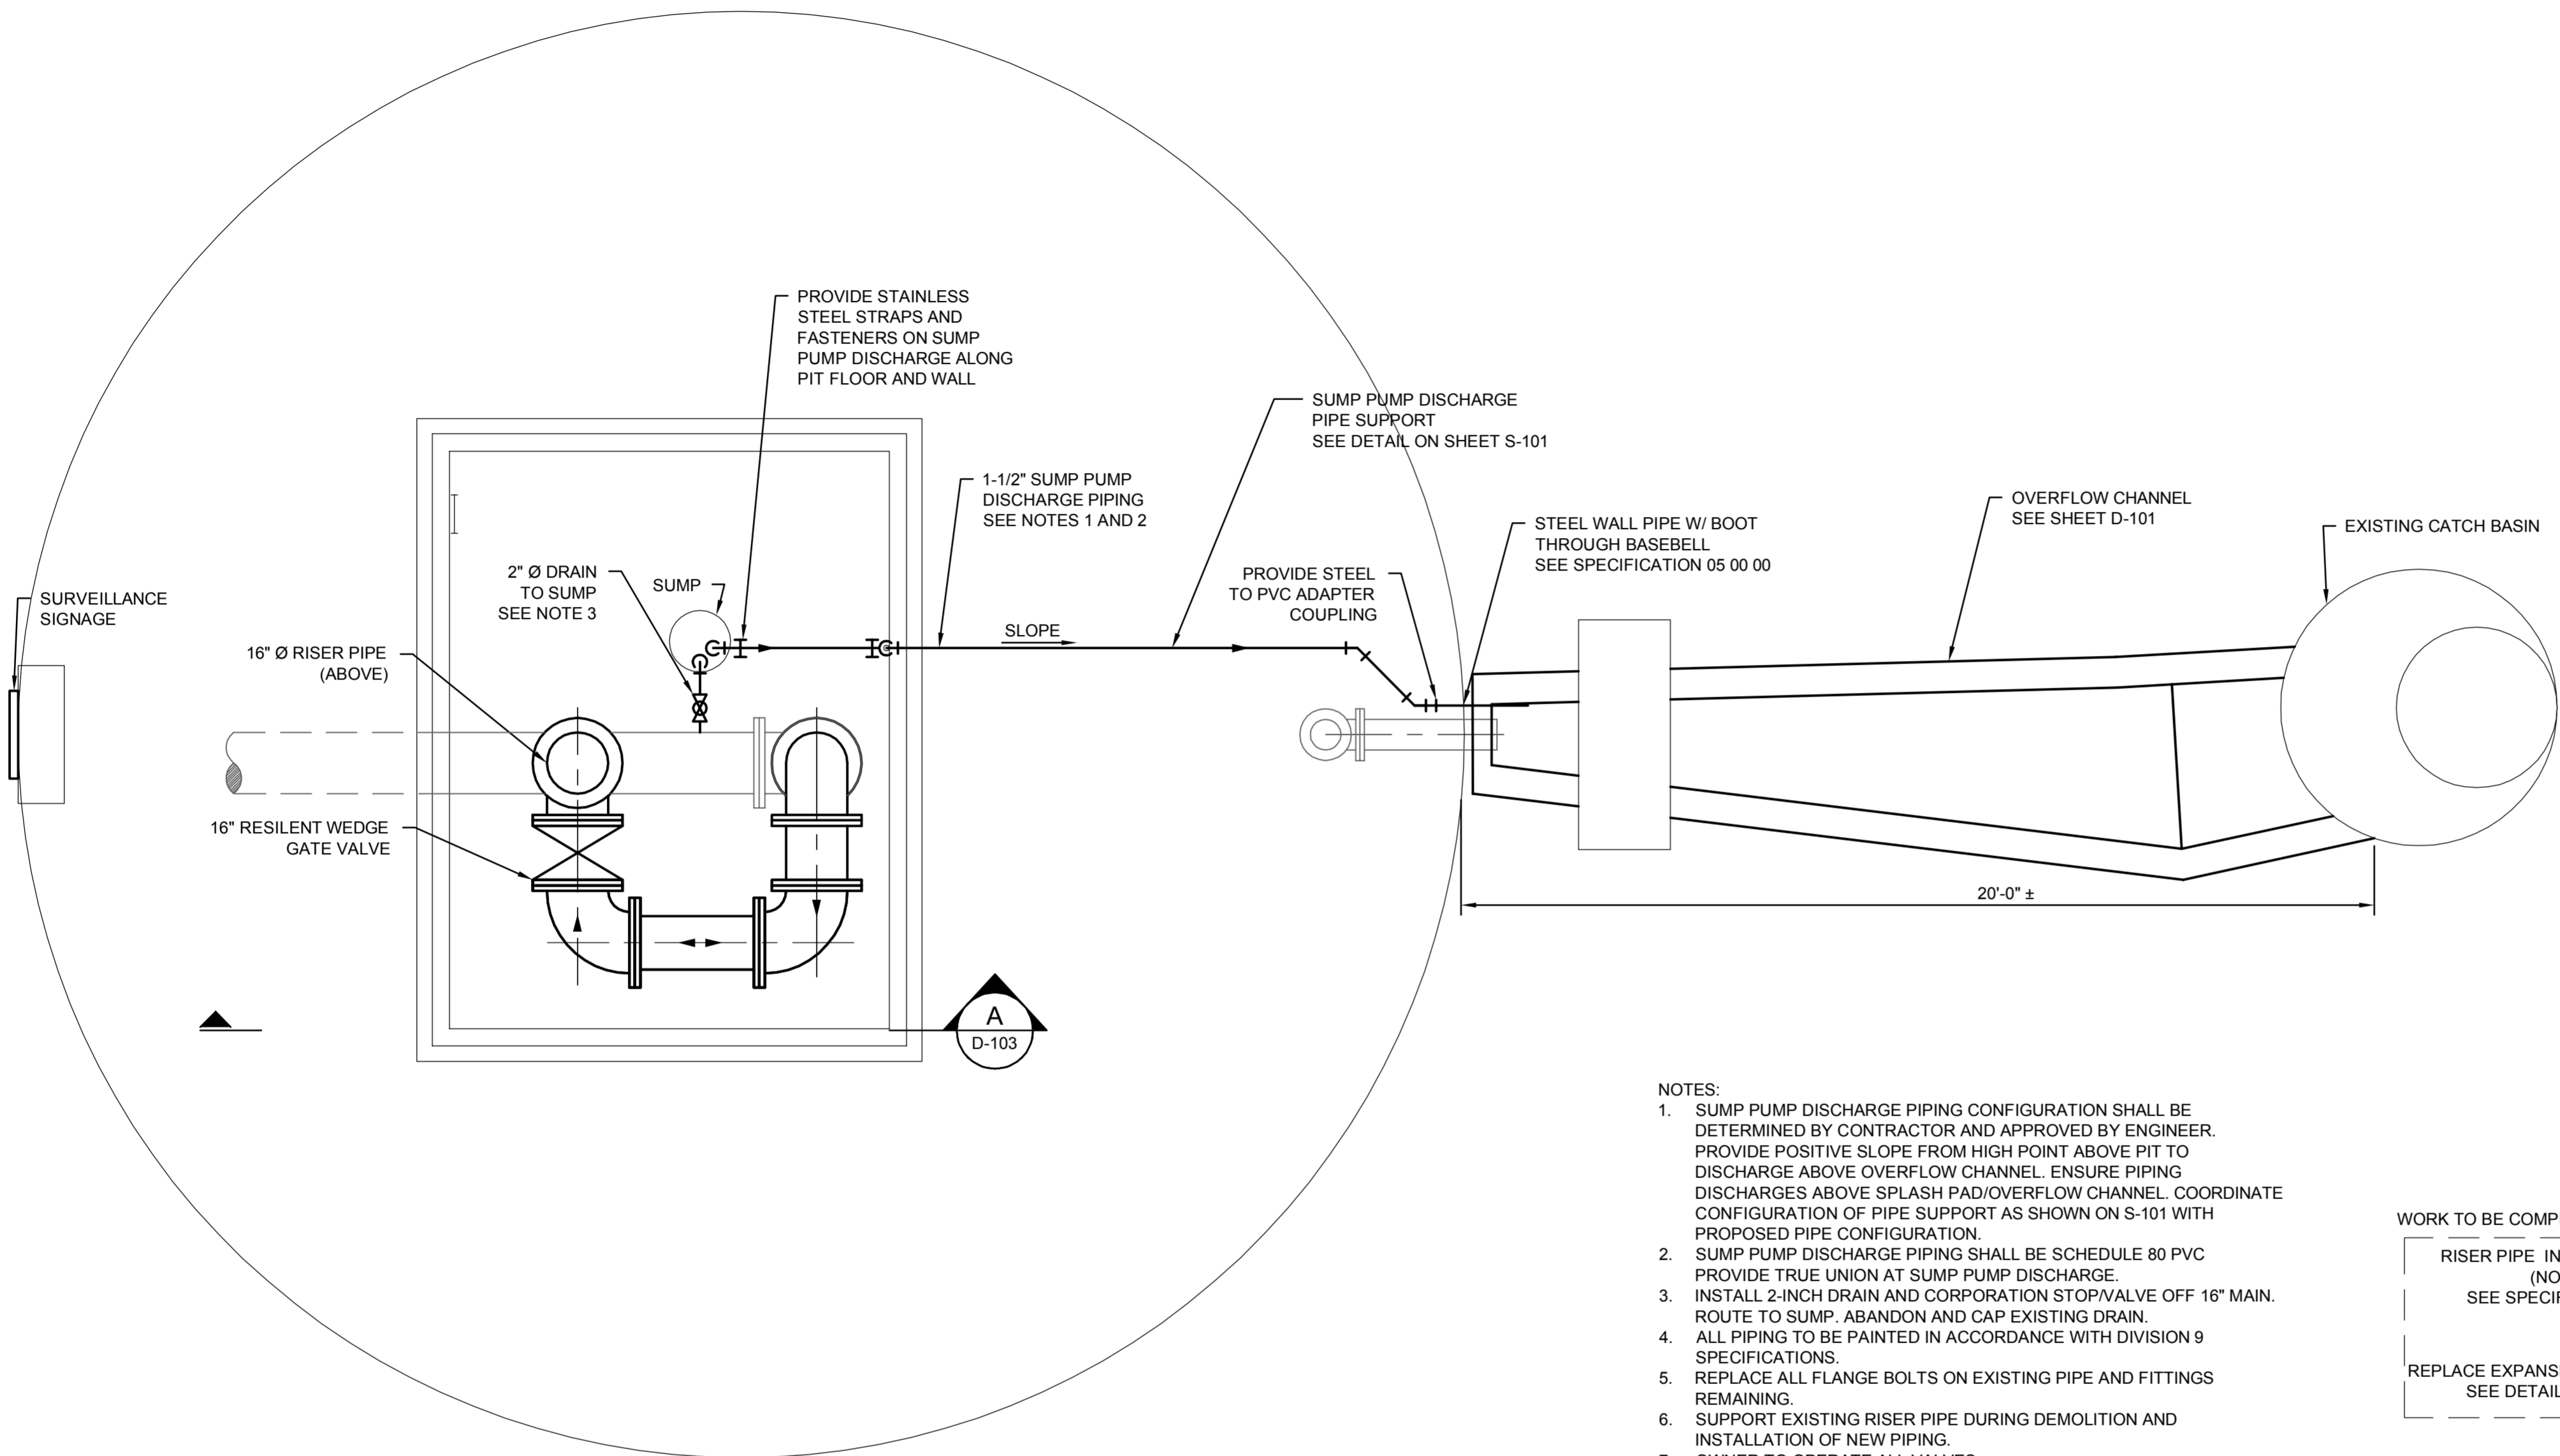 PROVIDE STAINLESS
STEEL STRAPS AND
FASTENERS ON SUMP
PUMP DISCHARGE ALONG
PIT FLOOR AND WALL
SUMP PUMP DISCHARGE
PIPE SUPPORT
SEE DETAIL ON SHEET S-101
1-1/2" SUMP PUMP
DISCHARGE PIPING
SEE NOTES 1 AND 2
STEEL WALL PIPE W/ BOOT
THROUGH BASEBELL
SEE SPECIFICATION 05 00 00
OVERFLOW CHANNEL
SEE SHEET D-101
EXISTING CATCH BASIN
2" Ø DRAIN
TO SUMP
SEE NOTE 3
SUMP
PROVIDE STEEL
TO PVC ADAPTER
COUPLING
SURVEILLANCE
SIGNAGE
SLOPE
16" Ø RISER PIPE
(ABOVE)
16" RESILENT WEDGE
GATE VALVE
20'-0" ±
A
D-103
NOTES:
1. SUMP PUMP DISCHARGE PIPING CONFIGURATION SHALL BE
DETERMINED BY CONTRACTOR AND APPROVED BY ENGINEER.
PROVIDE POSITIVE SLOPE FROM HIGH POINT ABOVE PIT TO
DISCHARGE ABOVE OVERFLOW CHANNEL. ENSURE PIPING
DISCHARGES ABOVE SPLASH PAD/OVERFLOW CHANNEL. COORDINATE
CONFIGURATION OF PIPE SUPPORT AS SHOWN ON S-101 WITH
PROPOSED PIPE CONFIGURATION.
2. SUMP PUMP DISCHARGE PIPING SHALL BE SCHEDULE 80 PVC
PROVIDE TRUE UNION AT SUMP PUMP DISCHARGE.
3. INSTALL 2-INCH DRAIN AND CORPORATION STOP/VALVE OFF 16" MAIN.
ROUTE TO SUMP. ABANDON AND CAP EXISTING DRAIN.
4. ALL PIPING TO BE PAINTED IN ACCORDANCE WITH DIVISION 9
SPECIFICATIONS.
5. REPLACE ALL FLANGE BOLTS ON EXISTING PIPE AND FITTINGS
REMAINING.
6. SUPPORT EXISTING RISER PIPE DURING DEMOLITION AND
INSTALLATION OF NEW PIPING.
WORK TO BE COMP
RISER PIPE IN
(NO
SEE SPECI
REPLACE EXPANS
SEE DETAIL